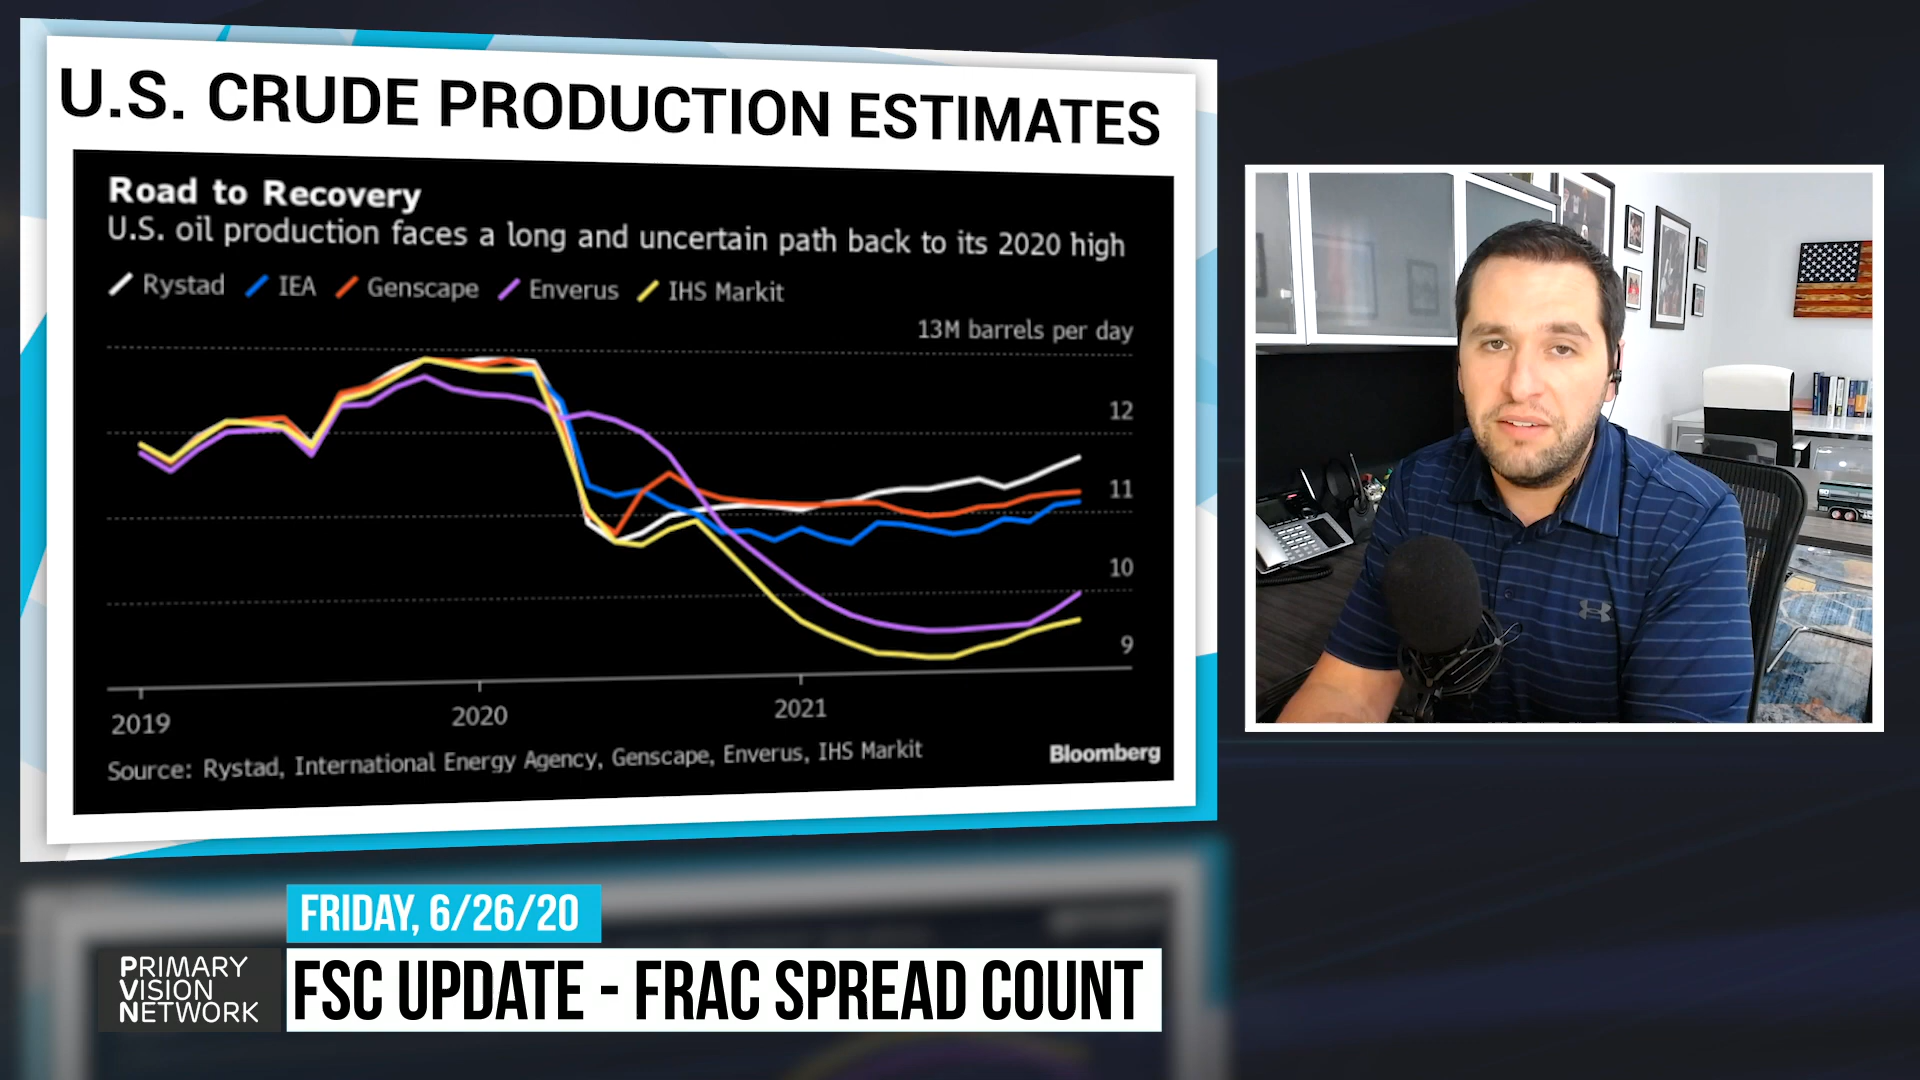 U.S. CRUDE PRODUCTION ESTIMATES
Road to Recovery
U.S. oil production faces a long and uncertain path back to its 2020 high
Rystad IEA Genscape Enverus IHS Markit
13M barrels per day
12
11
10
9
2019 2020 2021
Source: Rystad, International Energy Agency, Genscape, Enverus, IHS Markit
Bloomberg
FRIDAY, 6/26/20
PRIMARY
VISION
NETWORK
FSC UPDATE - FRAC SPREAD COUNT